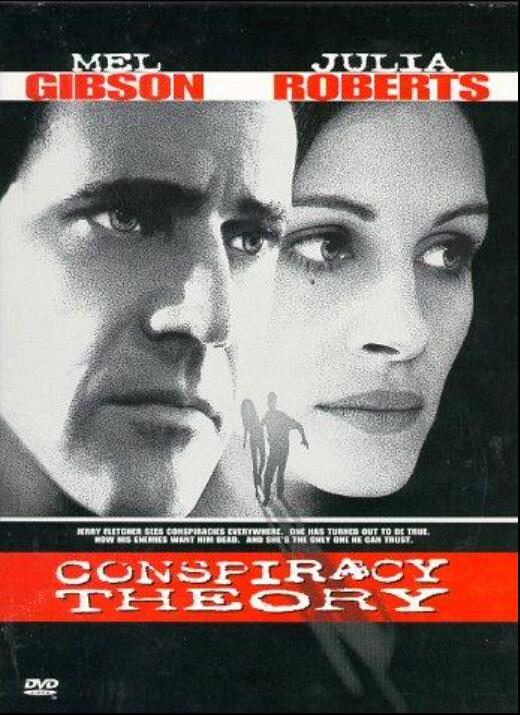 MEL GIBSON
JULIA ROBERTS
JERRY FLETCHER SEES CONSPIRACIES EVERYWHERE. ONE HAS TURNED OUT TO BE TRUE.
NOW HIS ENEMIES WANT HIM DEAD. AND SHE'S THE ONLY ONE HE CAN TRUST.
CONSPIRACY
THEORY
DVD